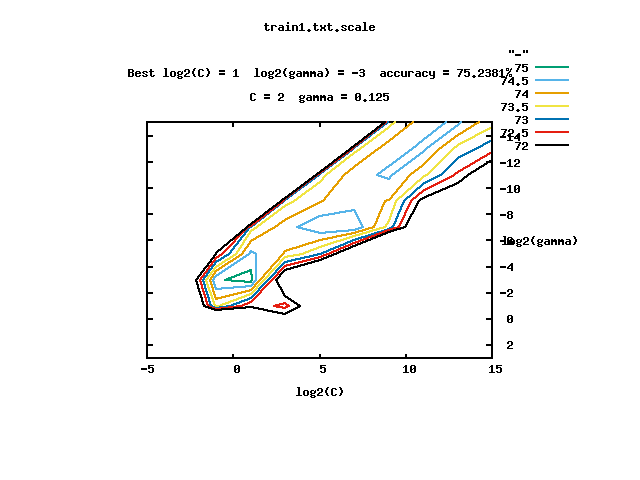 train1.txt.scale
"-"
Best log2(C) = 1 log2(gamma) = -3 accuracy = 75.2381%
C = 2 gamma = 0.125
75
74.5
74
73.5
73
72.5
72
-14
-12
-10
-8
-6
log2(gamma)
-4
-2
0
2
-5 0 5 10 15
log2(C)